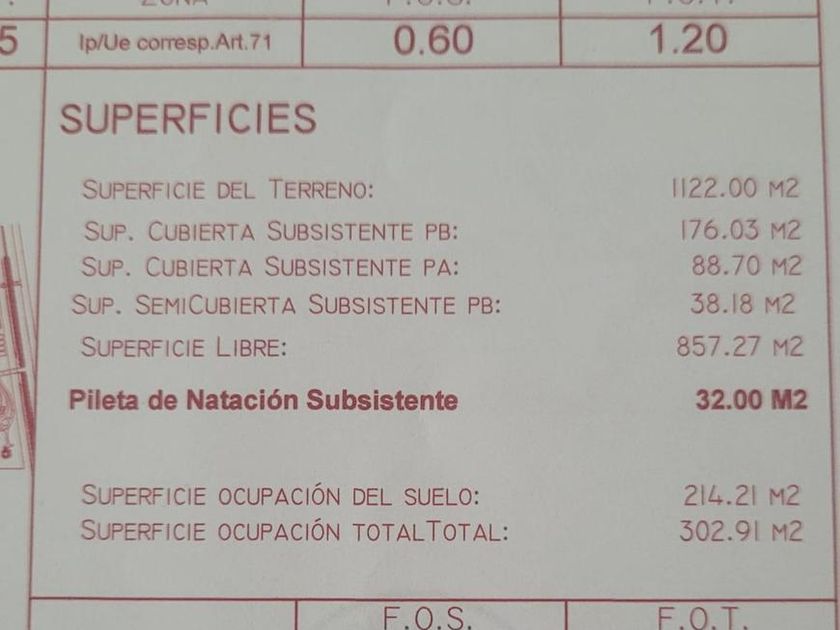 5 Ip/Ue corresp.Art.71 0.60 1.20
SUPERFICIES
SUPERFICIE DEL TERRENO: 1122.00 M2
SUP. CUBIERTA SUBSISTENTE PB: 176.03 M2
SUP. CUBIERTA SUBSISTENTE PA: 88.70 M2
SUP. SEMICUBIERTA SUBSISTENTE PB: 38.18 M2
SUPERFICIE LIBRE: 857.27 M2
Pileta de Natación Subsistente 32.00 M2
SUPERFICIE OCUPACIÓN DEL SUELO: 214.21 M2
SUPERFICIE OCUPACIÓN TOTALTOTAL: 302.91 M2
F.O.S. F.O.T.